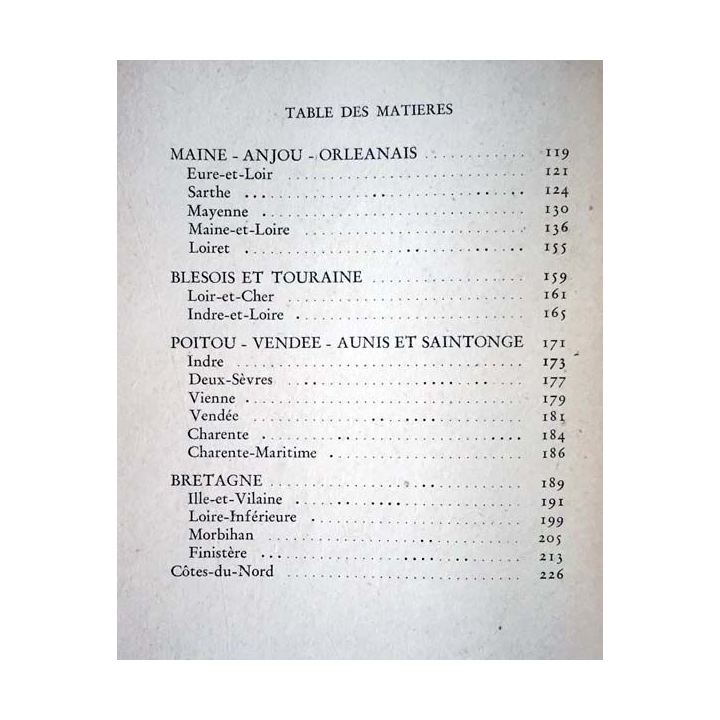 TABLE DES MATIERES
MAINE - ANJOU - ORLEANAIS ............ 119
Eure-et-Loir ............ 121
Sarthe ............ 124
Mayenne ............ 130
Maine-et-Loire ............ 136
Loiret ............ 155
BLESOIS ET TOURAINE ............ 159
Loir-et-Cher ............ 161
Indre-et-Loire ............ 165
POITOU - VENDEE - AUNIS ET SAINTONGE 171
Indre ............ 173
Deux-Sèvres ............ 177
Vienne ............ 179
Vendée ............ 181
Charente ............ 184
Charente-Maritime ............ 186
BRETAGNE ............ 189
Ille-et-Vilaine ............ 191
Loire-Inférieure ............ 199
Morbihan ............ 205
Finistère ............ 213
Côtes-du-Nord ............ 226